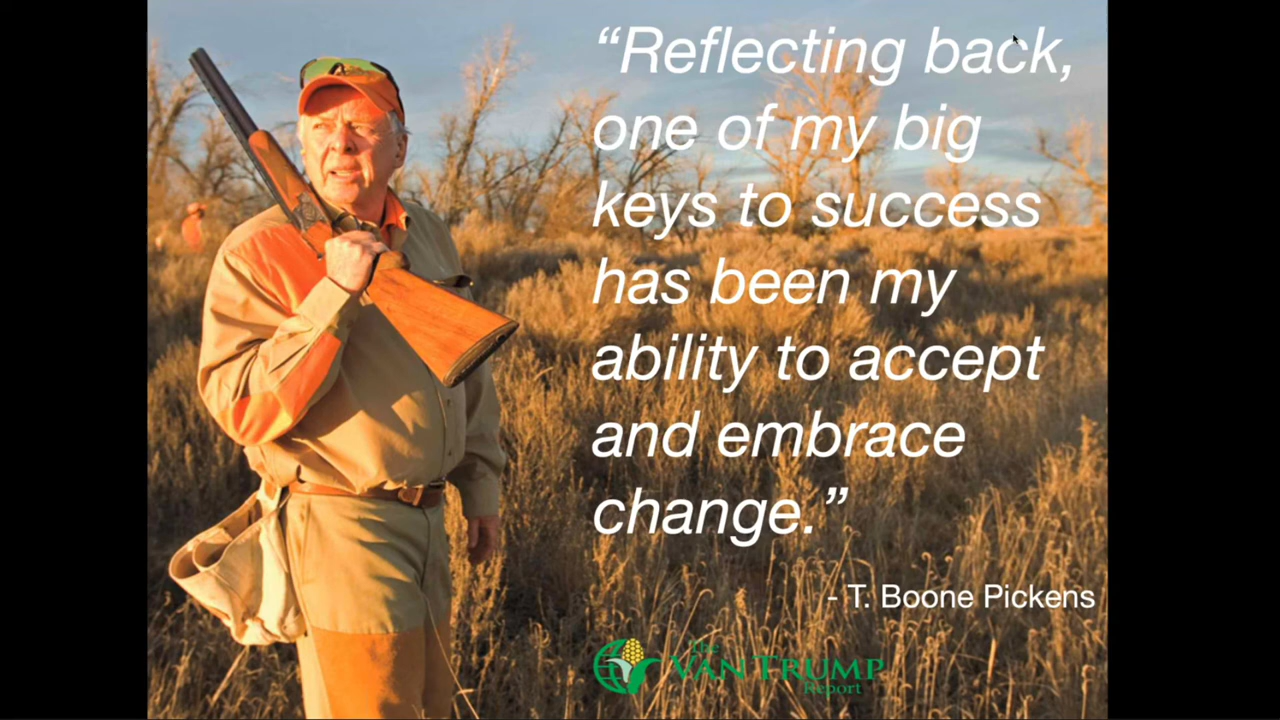 “Reflecting back,
one of my big
keys to success
has been my
ability to accept
and embrace
change.”
- T. Boone Pickens
The
VAN TRUMP
Report